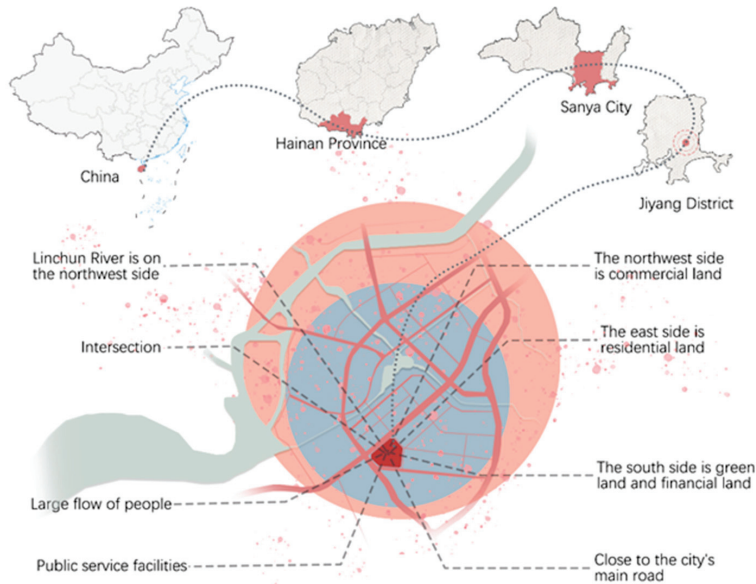 China
Hainan Province
Sanya City
Jiyang District
Linchun River is on
the northwest side
Intersection
Large flow of people
Public service facilities
The northwest side
is commercial land
The east side is
residential land
The south side is green
land and financial land
Close to the city's
main road